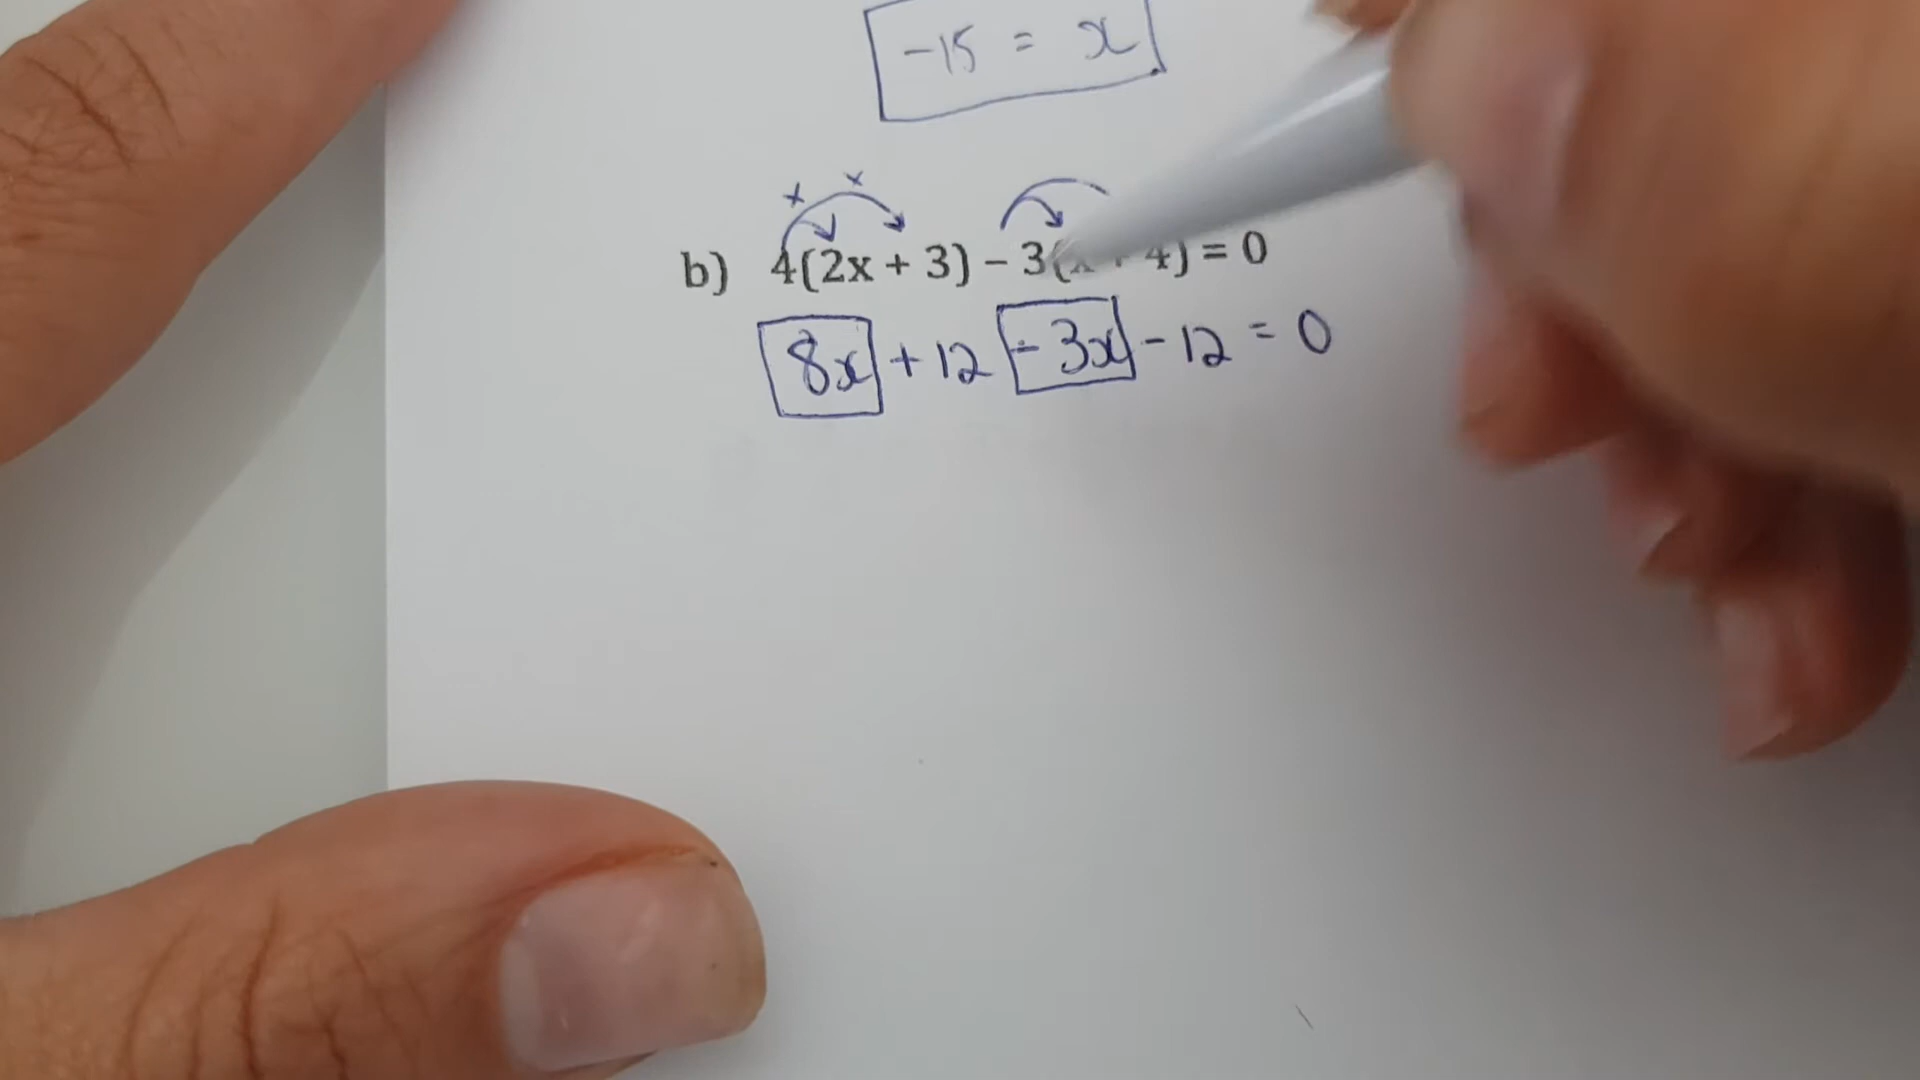 -15 = x
b) 4(2x + 3) - 3( 4) = 0
8x + 12 - 3x - 12 = 0